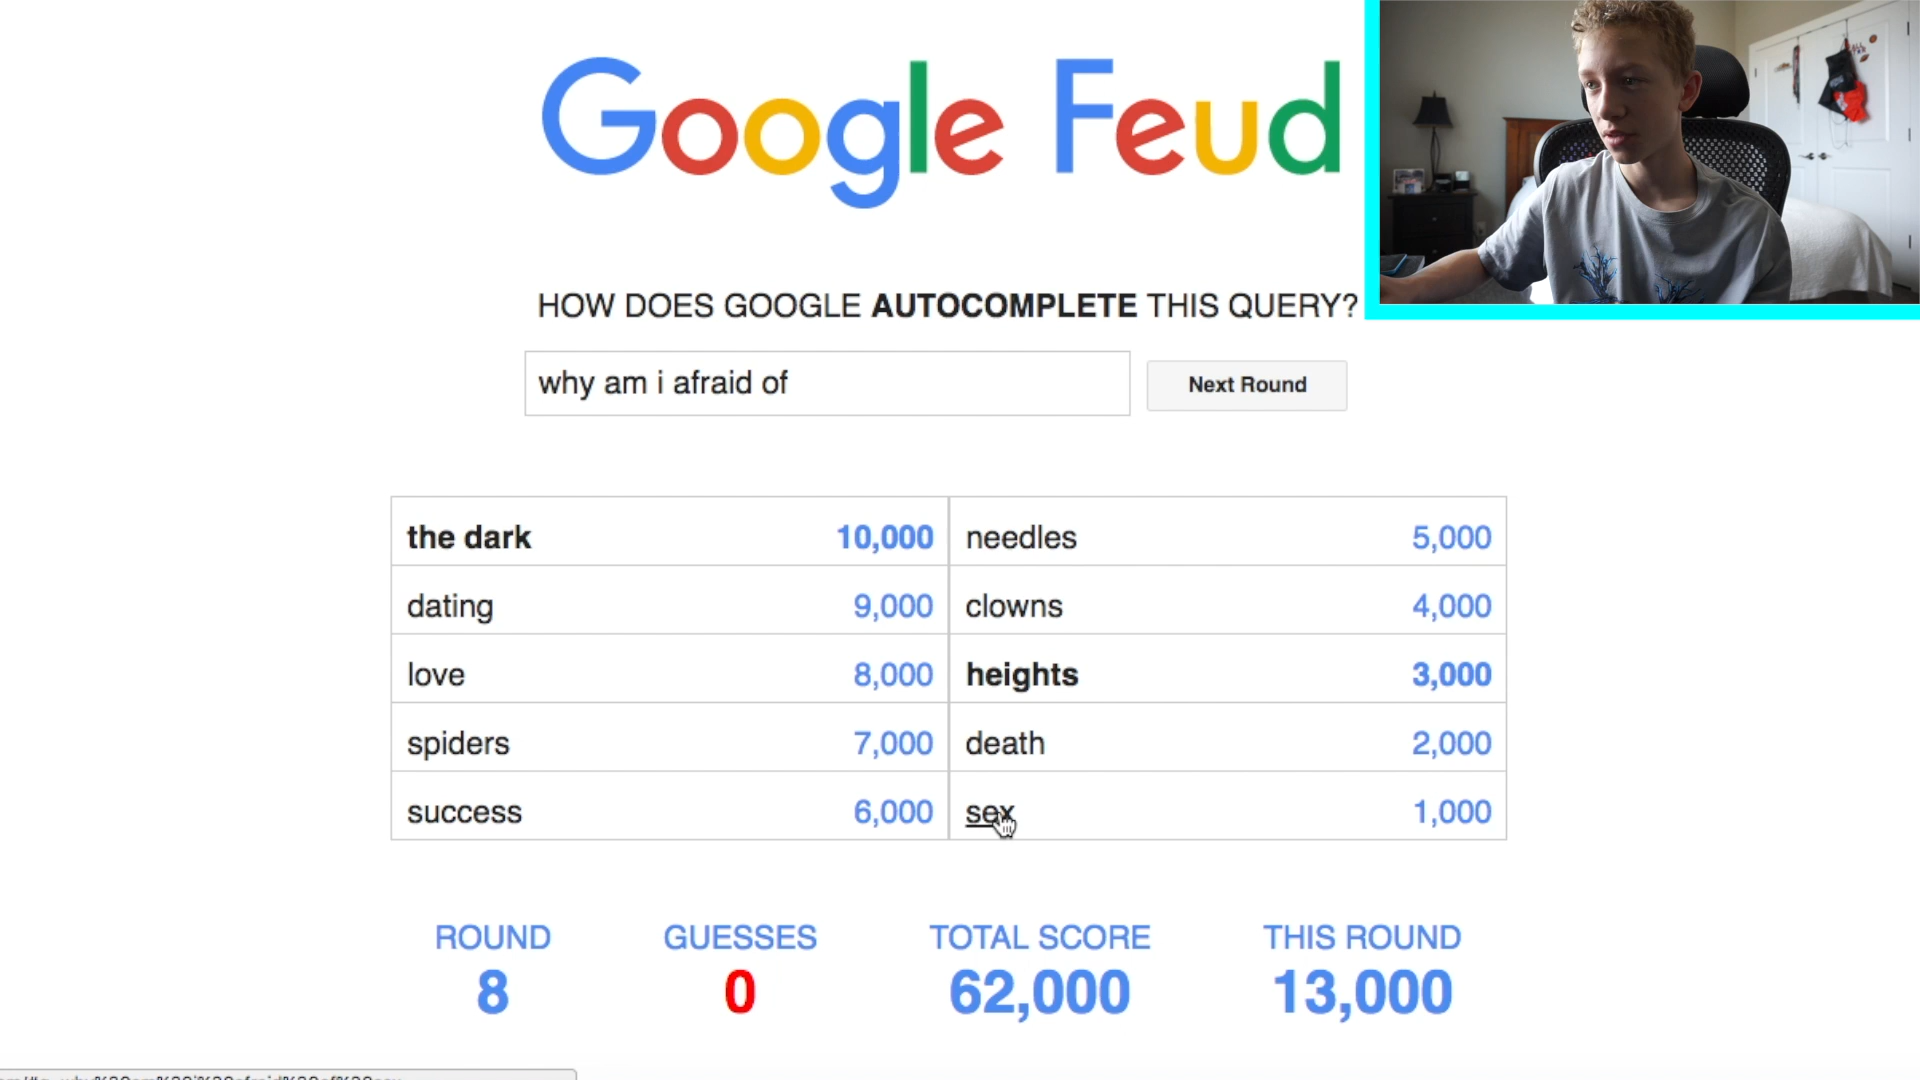 Google Feud
HOW DOES GOOGLE AUTOCOMPLETE THIS QUERY?
why am i afraid of
Next Round
the dark 10,000 needles 5,000
dating 9,000 clowns 4,000
love 8,000 heights 3,000
spiders 7,000 death 2,000
success 6,000 sex 1,000
ROUND GUESSES TOTAL SCORE THIS ROUND
8 0 62,000 13,000